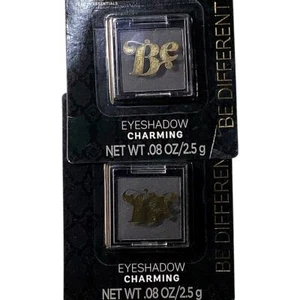 ESSENTIALS
Be
BE DIFFERENT
EYESHADOW
CHARMING
NET WT .08 OZ/2.5 g
Be
BE DIFFERENT
EYESHADOW
CHARMING
NET WT .08 OZ/2.5 g